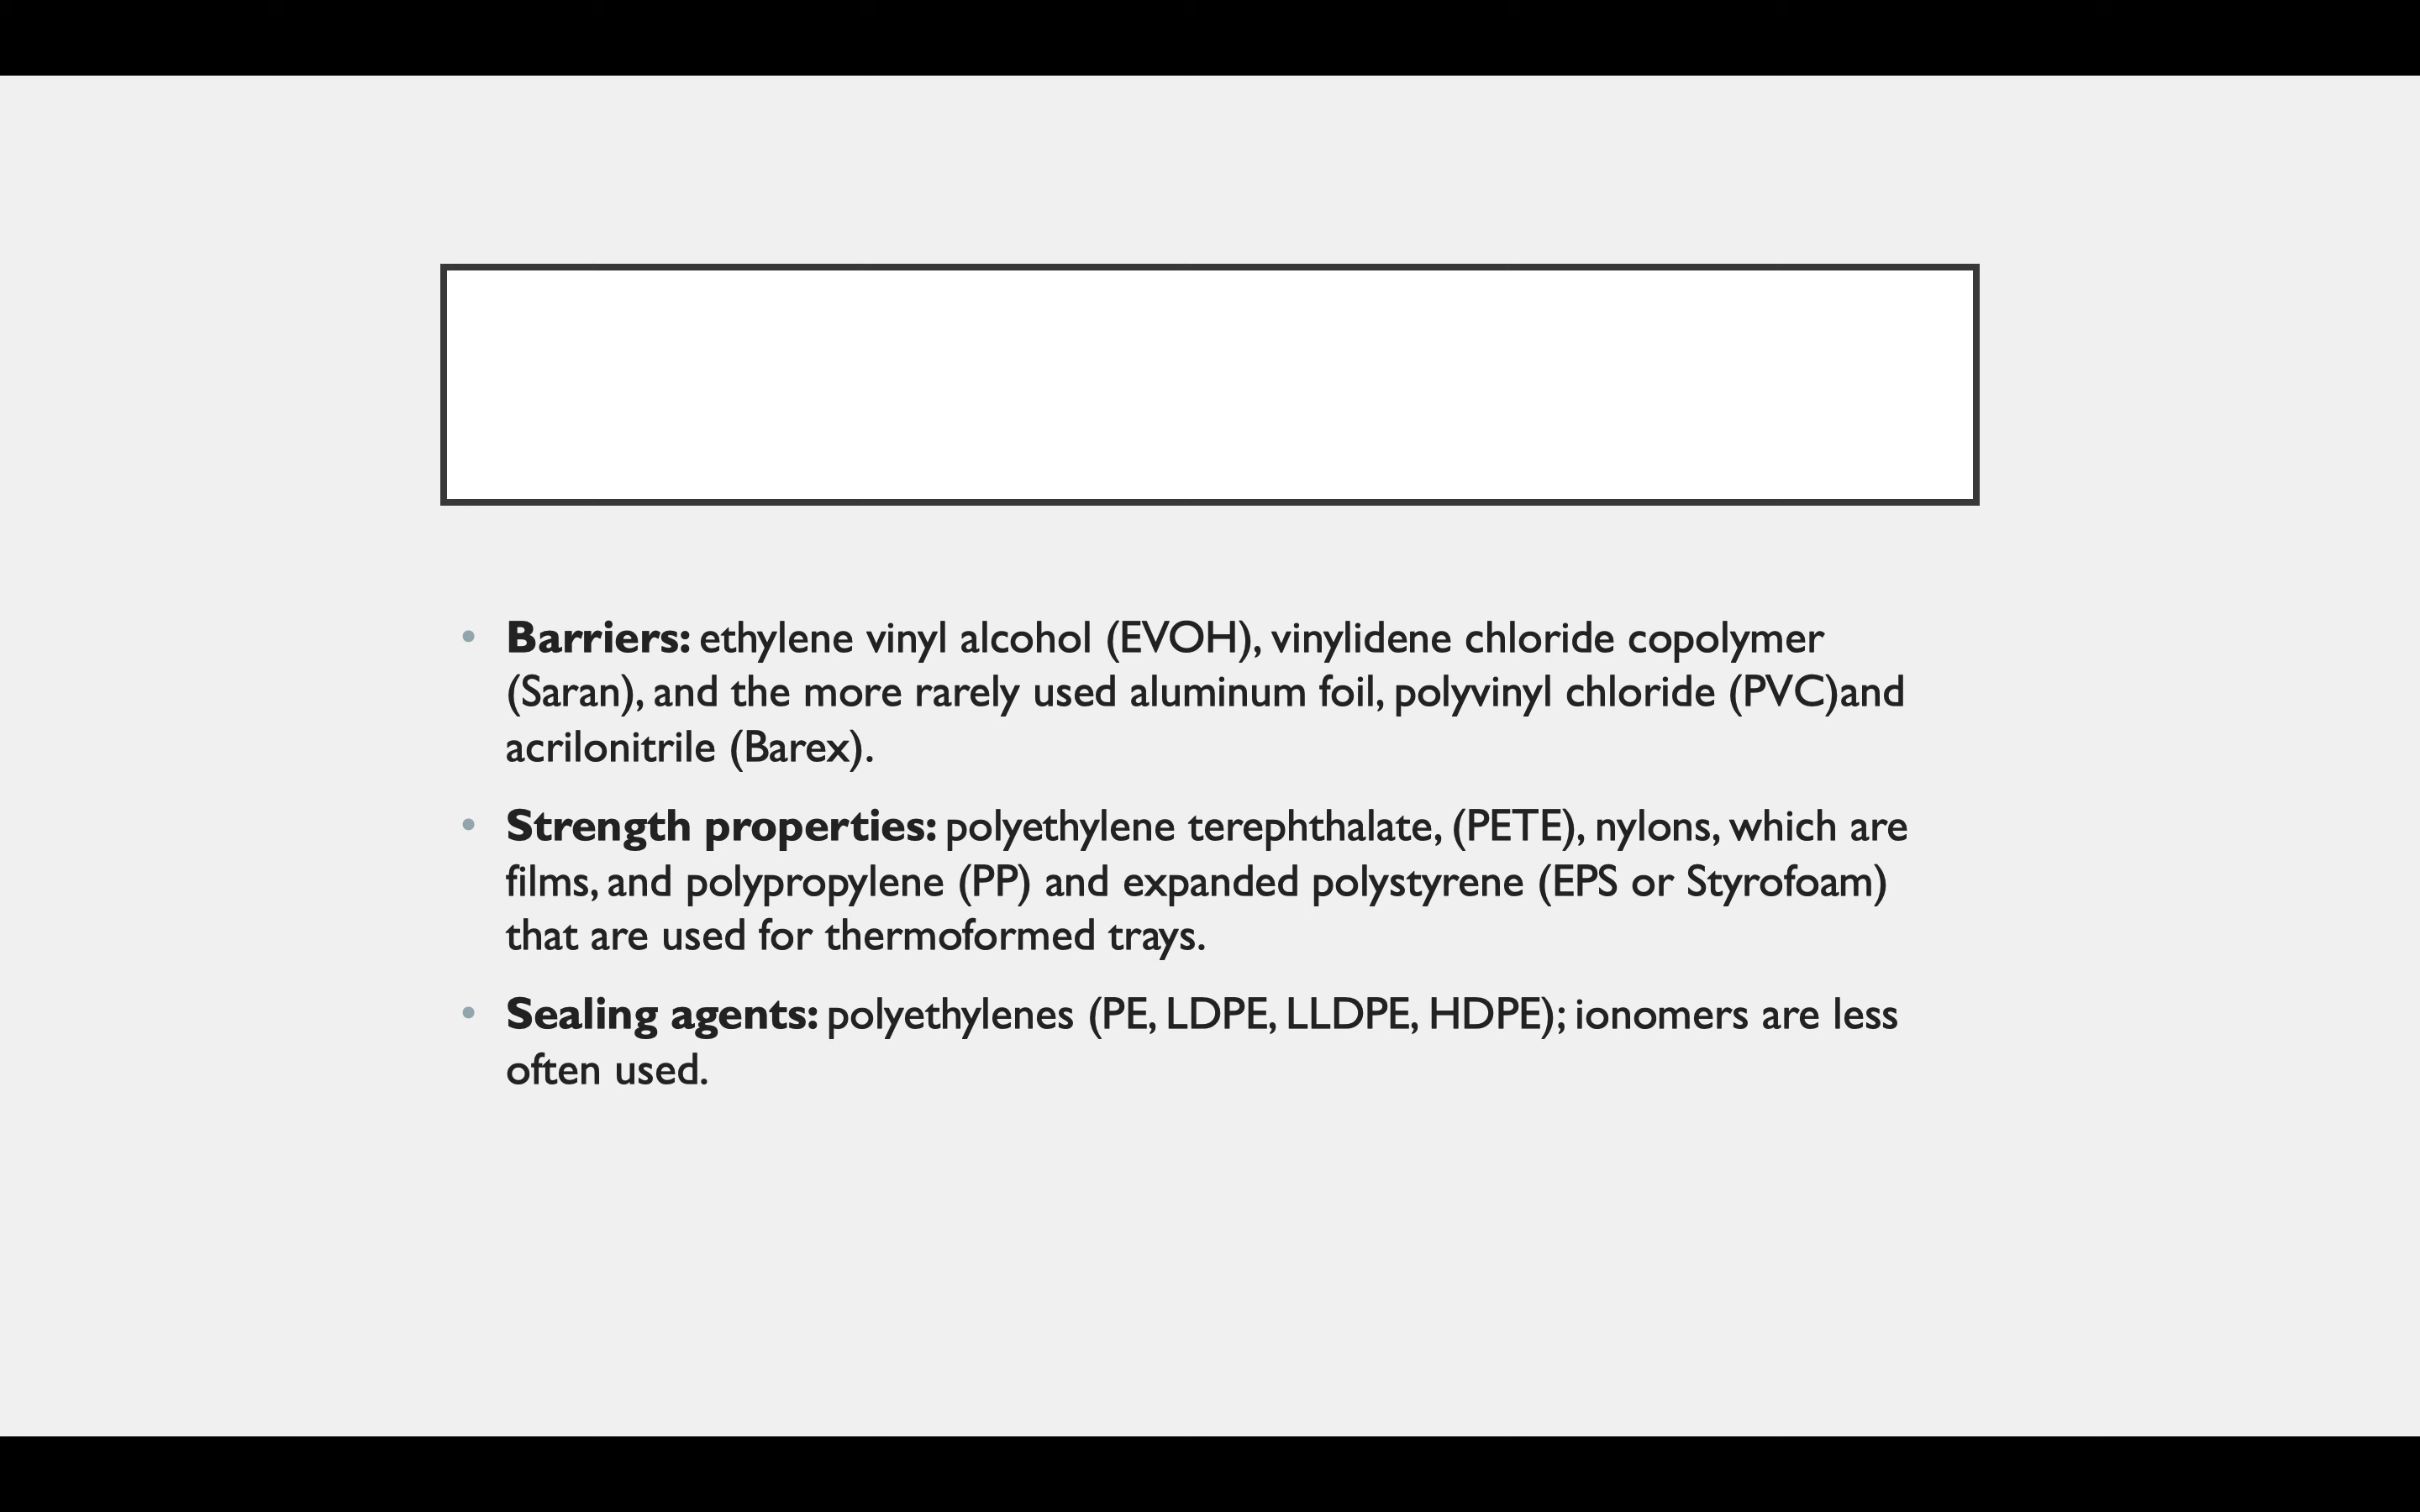 • Barriers: ethylene vinyl alcohol (EVOH), vinylidene chloride copolymer
(Saran), and the more rarely used aluminum foil, polyvinyl chloride (PVC)and
acrilonitrile (Barex).
• Strength properties: polyethylene terephthalate, (PETE), nylons, which are
films, and polypropylene (PP) and expanded polystyrene (EPS or Styrofoam)
that are used for thermoformed trays.
• Sealing agents: polyethylenes (PE, LDPE, LLDPE, HDPE); ionomers are less
often used.